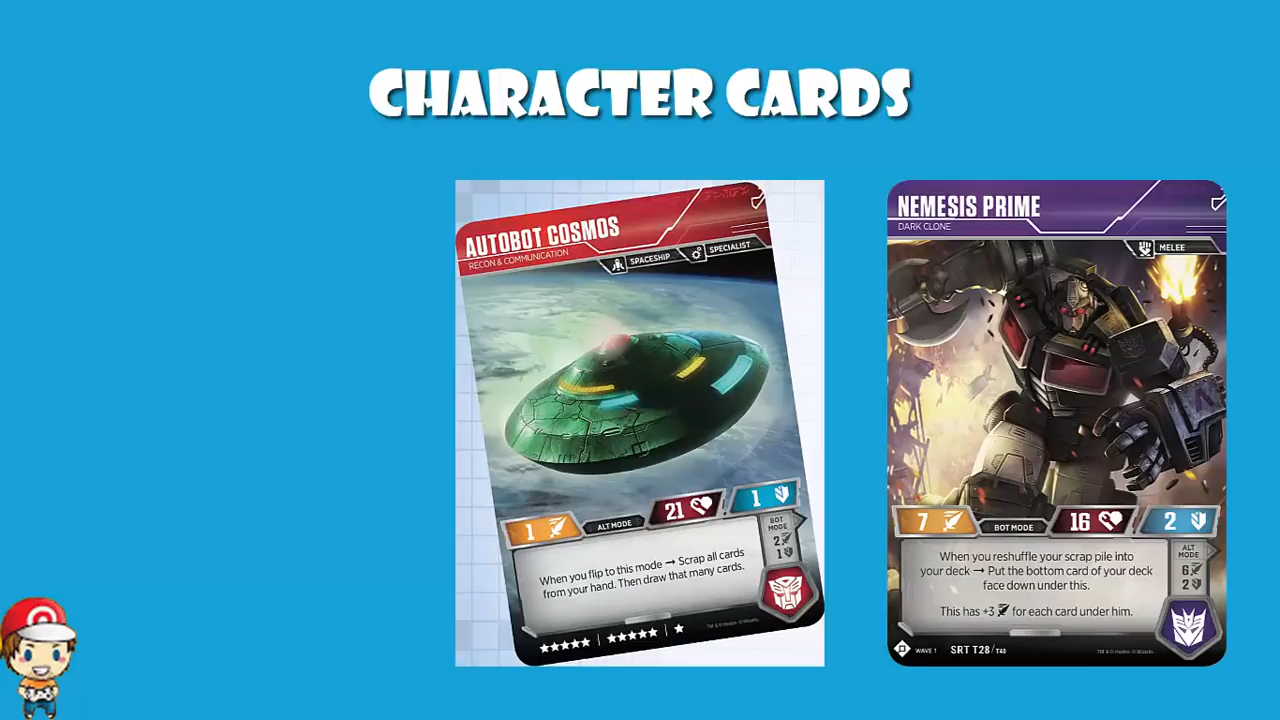 CHARACTER CARDS
AUTOBOT COSMOS
RECON & COMMUNICATION
SPACESHIP
SPECIALIST
1
ALT MODE
21
1
When you flip to this mode → Scrap all cards
from your hand. Then draw that many cards.
BOT
MODE
2
1
NEMESIS PRIME
DARK CLONE
MELEE
7
BOT MODE
16
2
When you reshuffle your scrap pile into
your deck → Put the bottom card of your deck
face down under this.
This has +3 for each card under him.
ALT
MODE
6
2
WAVE 1
SRT T28/T40